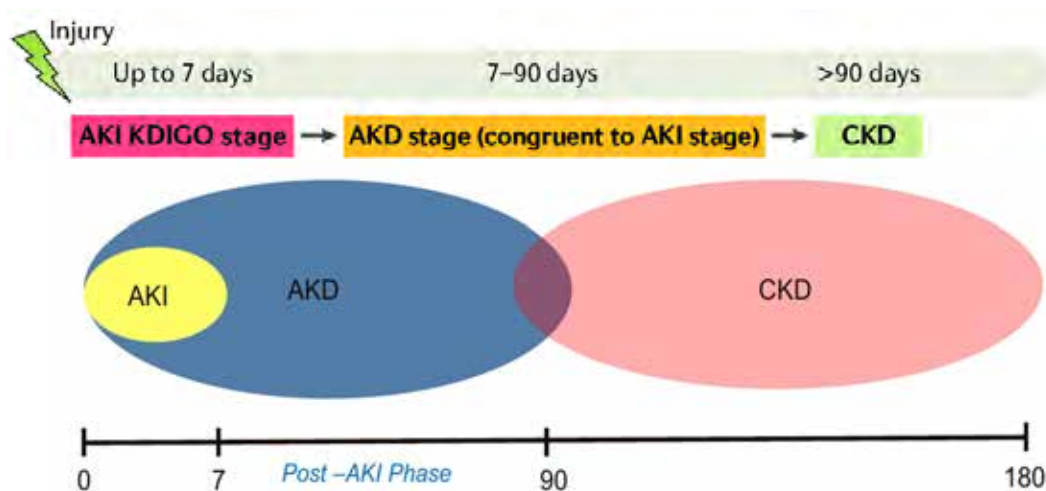 Injury
Up to 7 days 7–90 days >90 days
AKI KDIGO stage AKD stage (congruent to AKI stage) CKD
AKI AKD CKD
0 7 Post –AKI Phase 90 180